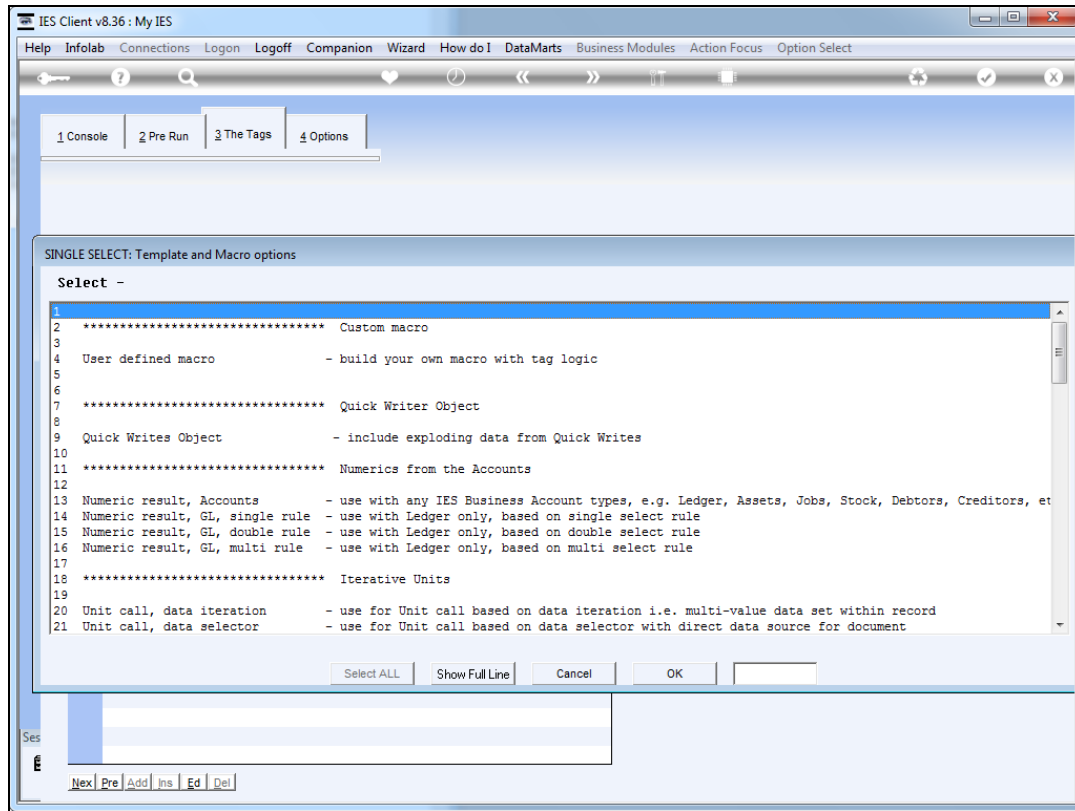 IES Client v8.36 : My IES
Help Infolab Connections Logon Logoff Companion Wizard How do I DataMarts Business Modules Action Focus Option Select
1 Console 2 Pre Run 3 The Tags 4 Options
SINGLE SELECT: Template and Macro options
Select -
1
2 ********************************* Custom macro
3
4 User defined macro - build your own macro with tag logic
5
6
7 ********************************* Quick Writer Object
8
9 Quick Writes Object - include exploding data from Quick Writes
10
11 ********************************* Numerics from the Accounts
12
13 Numeric result, Accounts - use with any IES Business Account types, e.g. Ledger, Assets, Jobs, Stock, Debtors, Creditors, et
14 Numeric result, GL, single rule - use with Ledger only, based on single select rule
15 Numeric result, GL, double rule - use with Ledger only, based on double select rule
16 Numeric result, GL, multi rule - use with Ledger only, based on multi select rule
17
18 ********************************* Iterative Units
19
20 Unit call, data iteration - use for Unit call based on data iteration i.e. multi-value data set within record
21 Unit call, data selector - use for Unit call based on data selector with direct data source for document
Select ALL Show Full Line Cancel OK
Ses
Nex Pre Add Ins Ed Del